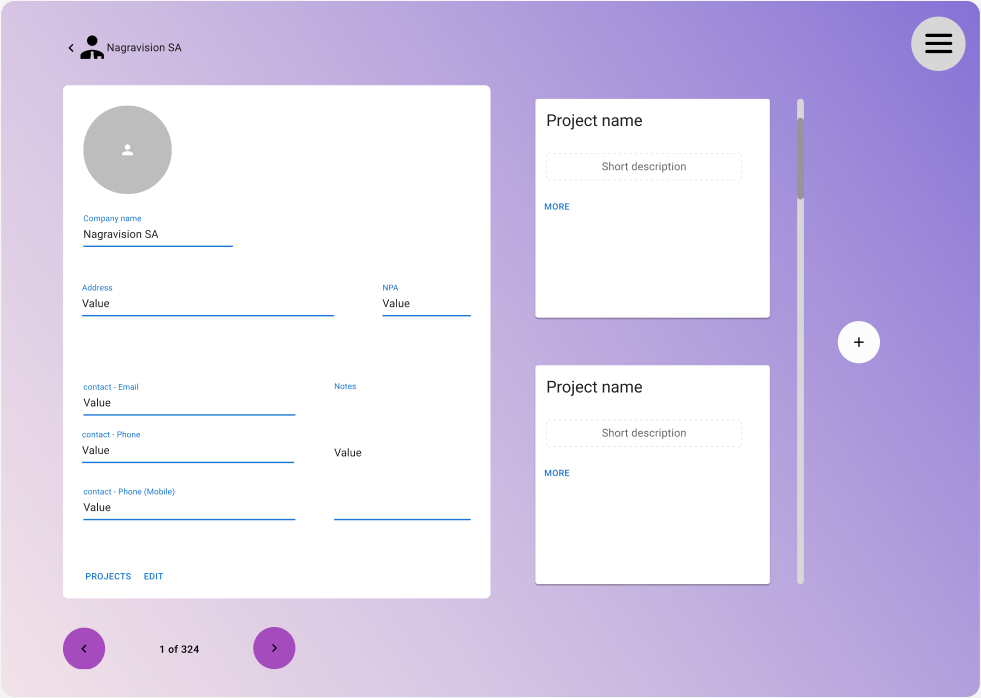 Nagravision SA
Company name
Nagravision SA
Address
Value
NPA
Value
contact - Email
Value
Notes
Value
contact - Phone
Value
contact - Phone (Mobile)
Value
PROJECTS
EDIT
Project name
Short description
MORE
Project name
Short description
MORE
+
1 of 324